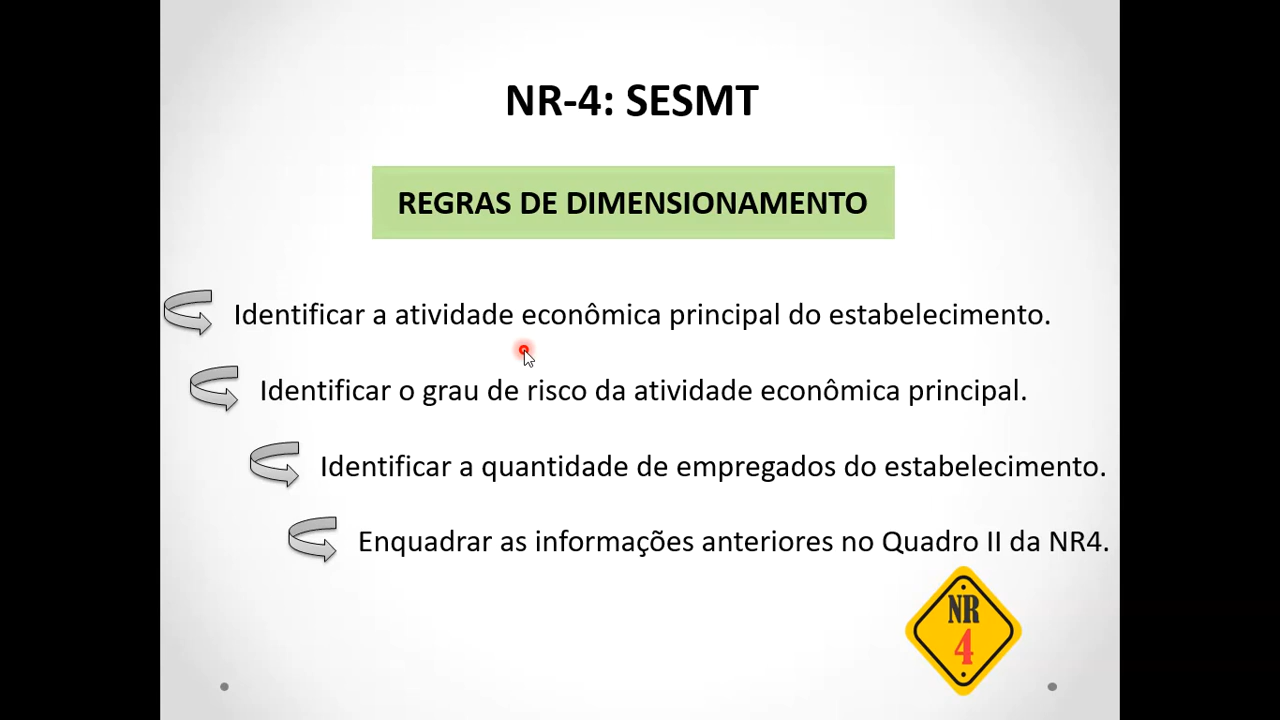 NR-4: SESMT
REGRAS DE DIMENSIONAMENTO
Identificar a atividade econômica principal do estabelecimento.
Identificar o grau de risco da atividade econômica principal.
Identificar a quantidade de empregados do estabelecimento.
Enquadrar as informações anteriores no Quadro II da NR4.
NR
4